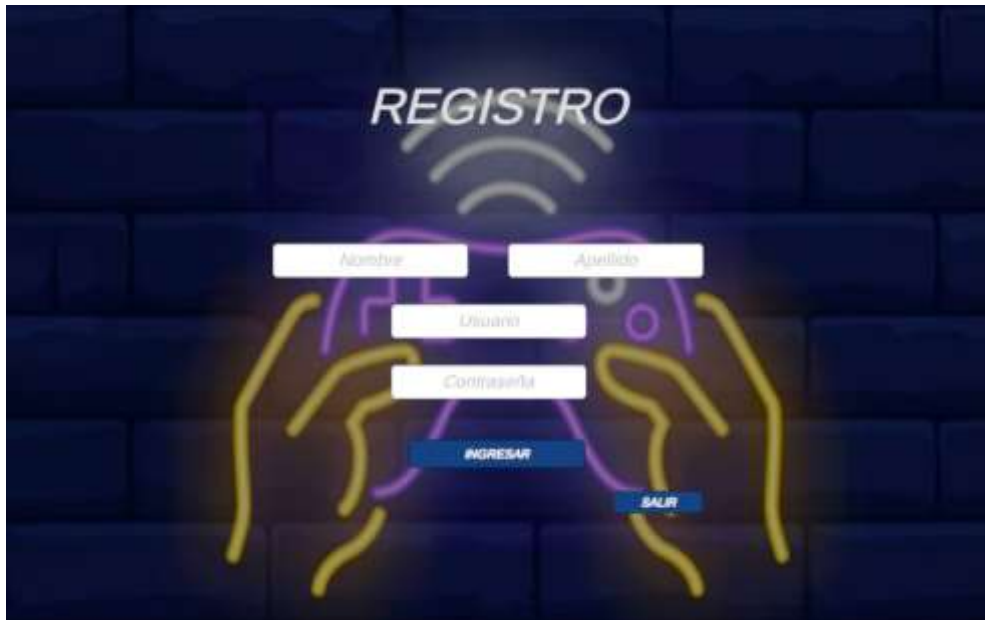 REGISTRO
Nombre
Apellido
Usuario
Contraseña
INGRESAR
SALIR